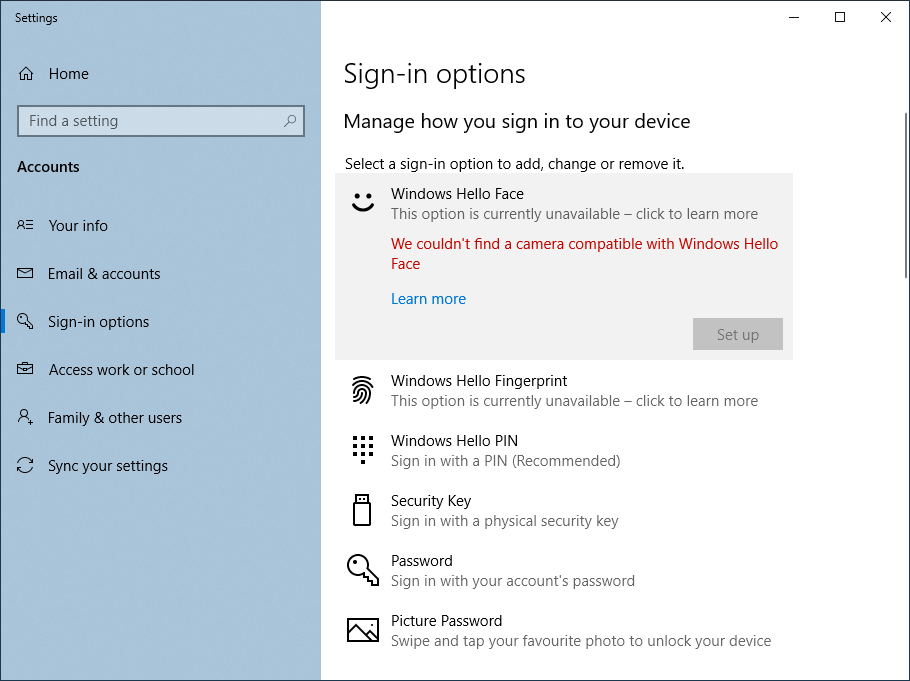 Settings
Home
Find a setting
Accounts
Your info
Email & accounts
Sign-in options
Access work or school
Family & other users
Sync your settings
Sign-in options
Manage how you sign in to your device
Select a sign-in option to add, change or remove it.
Windows Hello Face
This option is currently unavailable – click to learn more
We couldn't find a camera compatible with Windows Hello
Face
Learn more
Set up
Windows Hello Fingerprint
This option is currently unavailable – click to learn more
Windows Hello PIN
Sign in with a PIN (Recommended)
Security Key
Sign in with a physical security key
Password
Sign in with your account's password
Picture Password
Swipe and tap your favourite photo to unlock your device